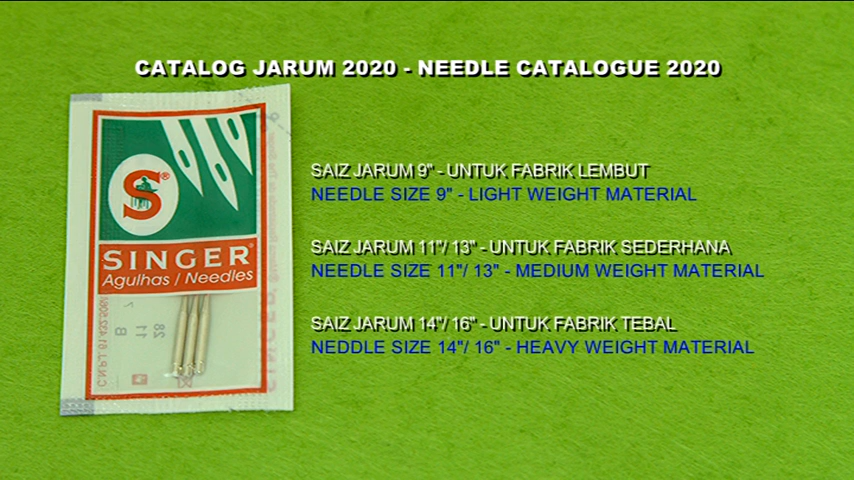 CATALOG JARUM 2020 - NEEDLE CATALOGUE 2020
SINGER®
Agulhas / Needles
SAIZ JARUM 9" - UNTUK FABRIK LEMBUT
NEEDLE SIZE 9" - LIGHT WEIGHT MATERIAL
SAIZ JARUM 11"/ 13" - UNTUK FABRIK SEDERHANA
NEEDLE SIZE 11"/ 13" - MEDIUM WEIGHT MATERIAL
SAIZ JARUM 14"/ 16" - UNTUK FABRIK TEBAL
NEDDLE SIZE 14"/ 16" - HEAVY WEIGHT MATERIAL